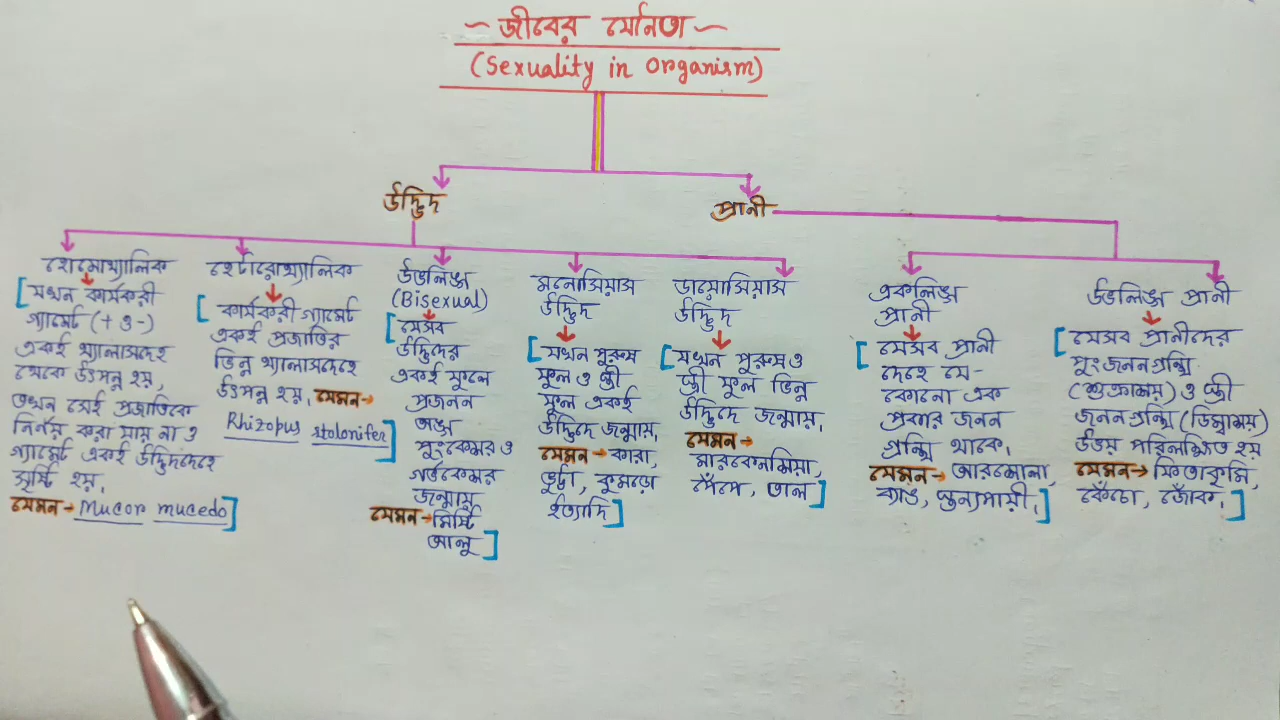 ~ জীবের যৌনতা ~
(Sexuality in Organism)
উদ্ভিদ
প্রানী
হোমোথ্যালিক
[যখন কার্যকরী
গ্যামেট (+ ও -)
একই থ্যালাসদেহ
থেকে উৎপন্ন হয়,
তখন সেই প্রজাতিকে
নির্নয় করা যায় না ও
গ্যামেট একই উদ্ভিদদেহে
সৃষ্টি হয়,
যেমন→ Mucor mucedo]
হেটারোথ্যালিক
[কার্যকরী গ্যামেট
একই প্রজাতির
ভিন্ন থ্যালাসদেহে
উৎপন্ন হয়, যেমন→
Rhizopus stolonifer]
উভলিঙ্গ
(Bisexual)
[যেসব
উদ্ভিদের
একই ফুলে
প্রজনন
অঙ্গ
পুংকেশর ও
গর্ভকেশর
জন্মায়
যেমন→ মিষ্টি
আলু]
মনোসিয়াস
উদ্ভিদ
[যখন পুরুষ
ফুল ও স্ত্রী
ফুল একই
উদ্ভিদে জন্মায়,
যেমন→ কারা,
ভুট্টা, কুমড়ো
ইত্যাদি]
ডায়োসিয়াস
উদ্ভিদ
[যখন পুরুষ ও
স্ত্রী ফুল ভিন্ন
উদ্ভিদে জন্মায়,
যেমন→
মারকেনশিয়া,
পেঁপে, তাল]
একলিঙ্গ
প্রানী
[যেসব প্রানী
দেহে যে-
কোনো এক
প্রকার জনন
গ্রন্থি থাকে,
যেমন→ আরশোলা,
ব্যাঙ, স্তন্যপায়ী,]
উভলিঙ্গ প্রানী
[যেসব প্রানীদের
পুং জনন গ্রন্থি
(শুক্রাশয়) ও স্ত্রী
জনন গ্রন্থি (ডিম্বাশয়)
উভয় পরিলক্ষিত হয়
যেমন→ ফিতাকৃমি,
কেঁচো, জোঁক,]